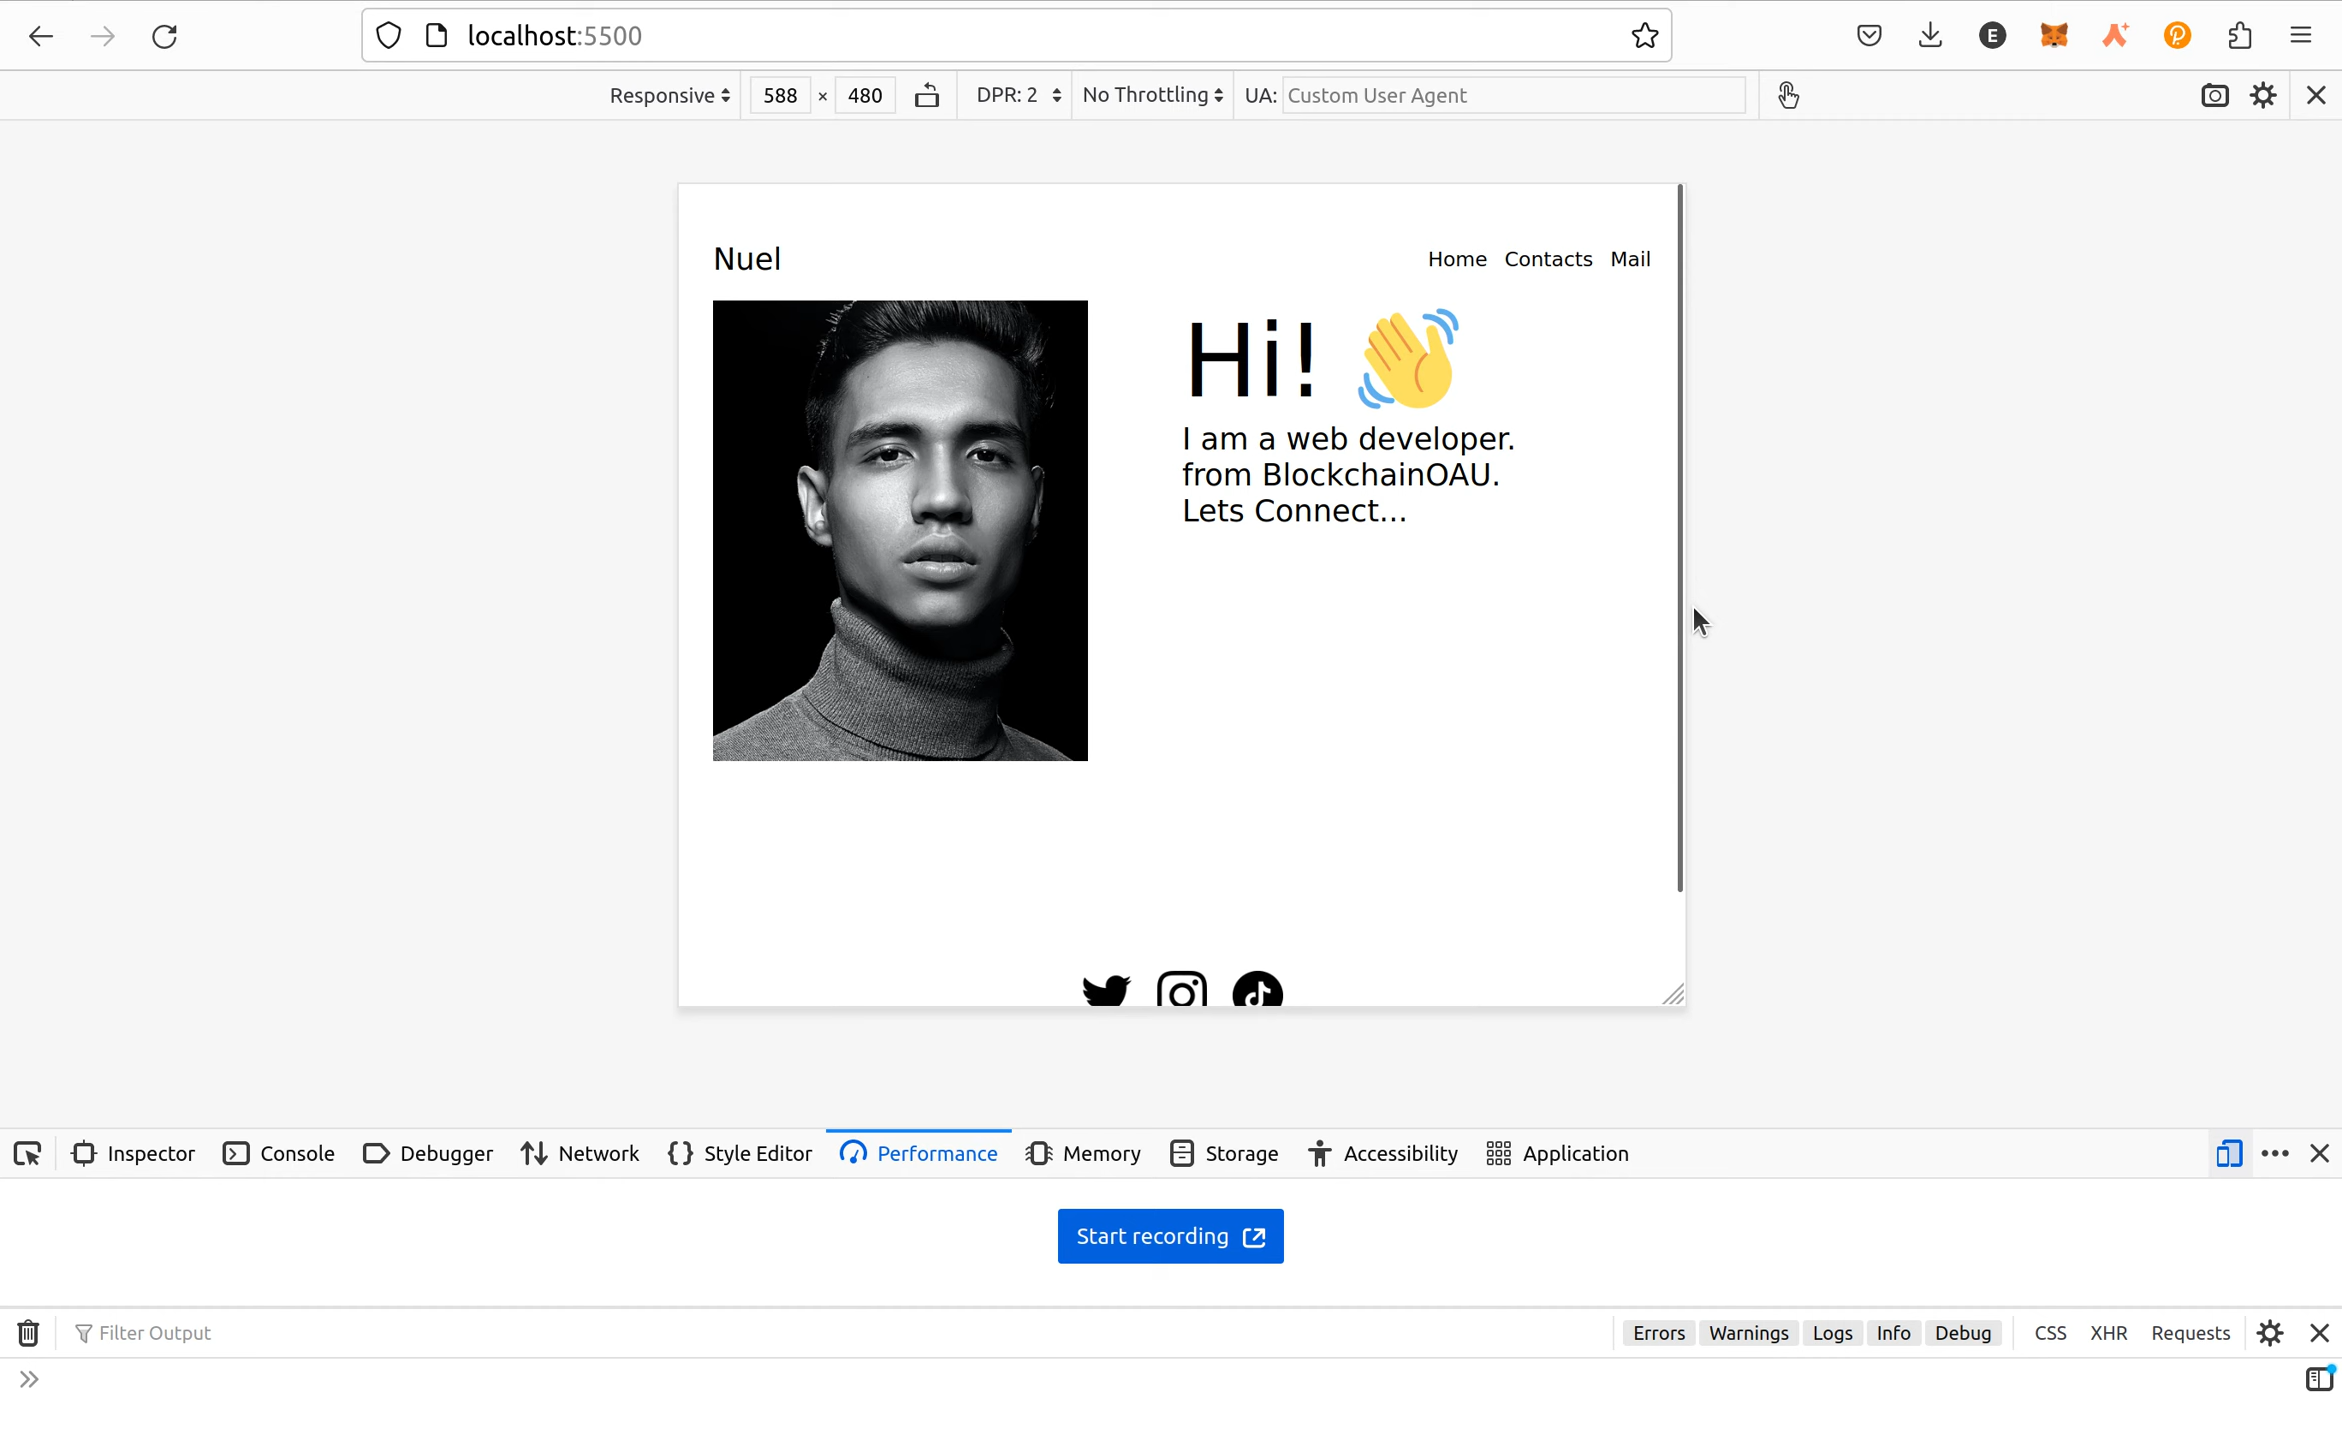 localhost:5500
Responsive 588 × 480 DPR: 2 No Throttling UA: Custom User Agent
Nuel
Home Contacts Mail
Hi! 👋
I am a web developer.
from BlockchainOAU.
Lets Connect...
Inspector Console Debugger Network Style Editor Performance Memory Storage Accessibility Application
Start recording
Filter Output Errors Warnings Logs Info Debug CSS XHR Requests